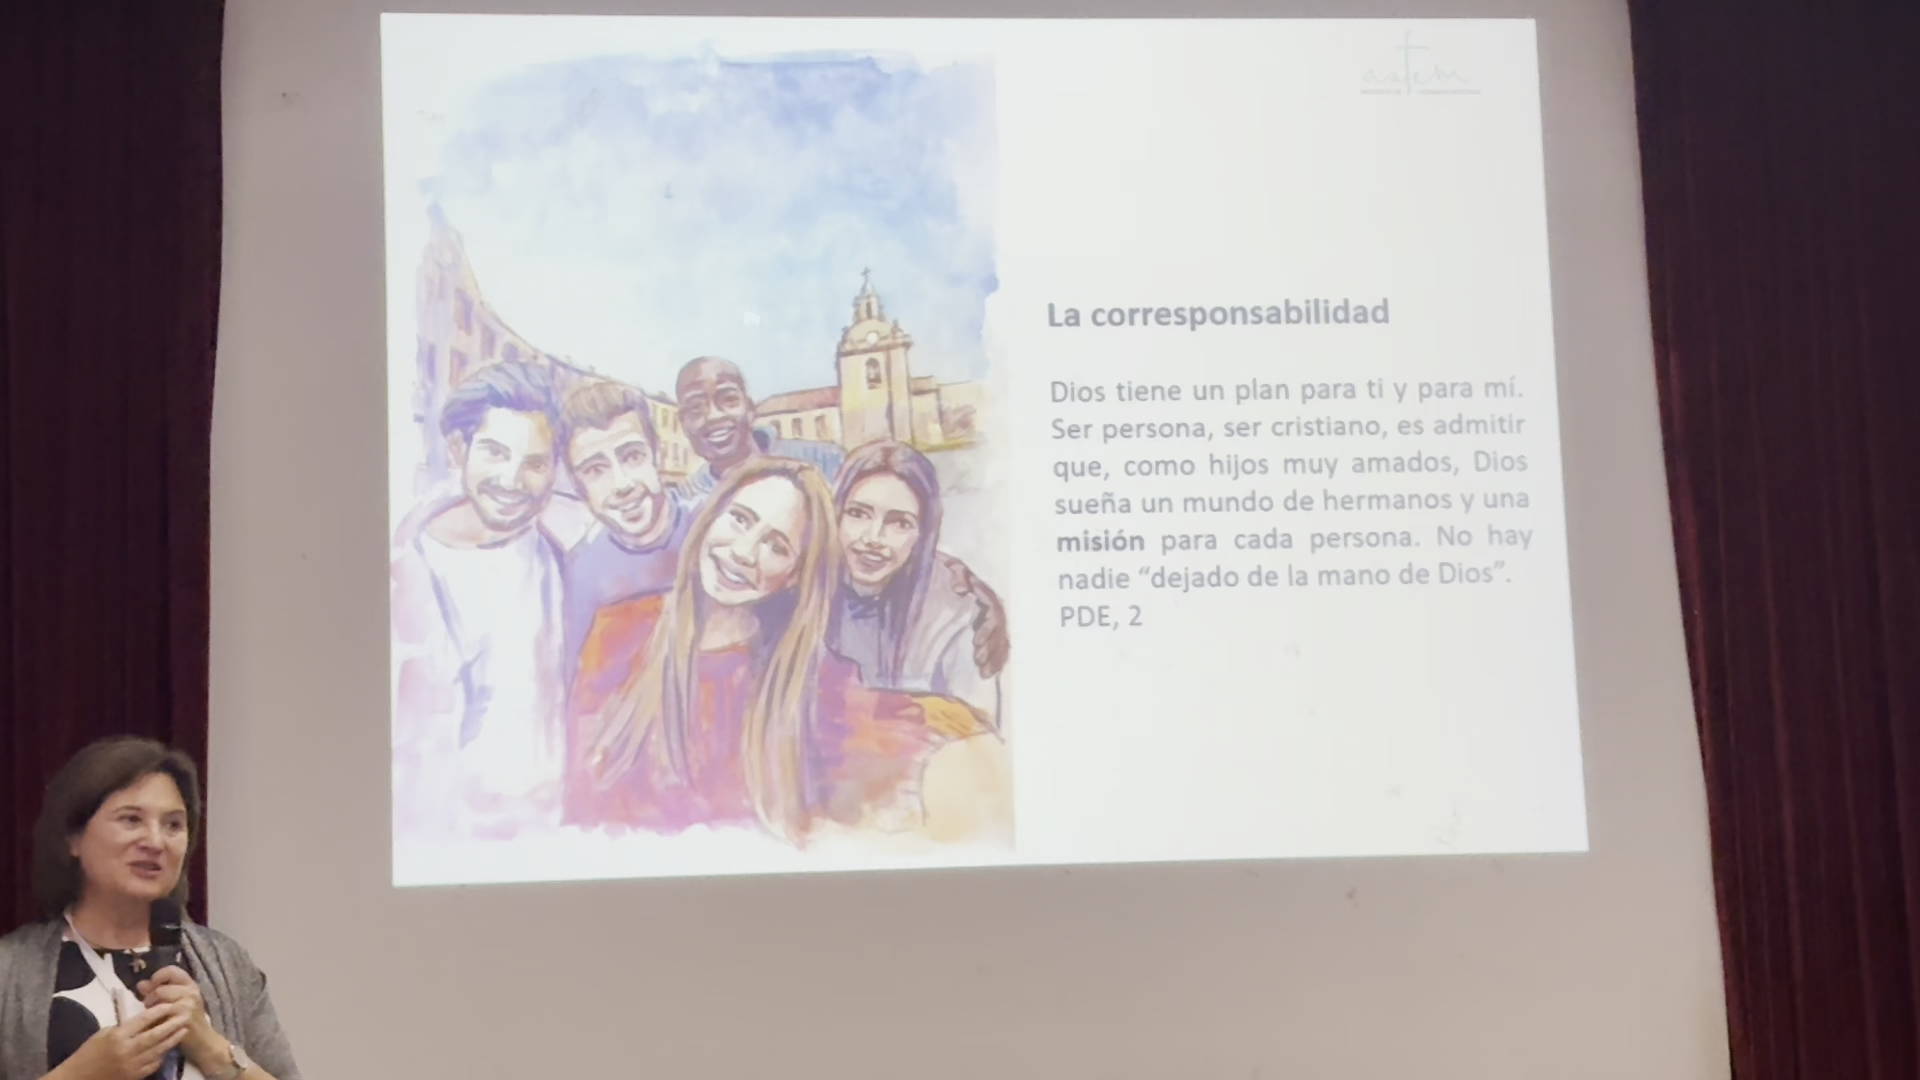 La corresponsabilidad
Dios tiene un plan para ti y para mí.
Ser persona, ser cristiano, es admitir
que, como hijos muy amados, Dios
sueña un mundo de hermanos y una
misión para cada persona. No hay
nadie “dejado de la mano de Dios”.
PDE, 2